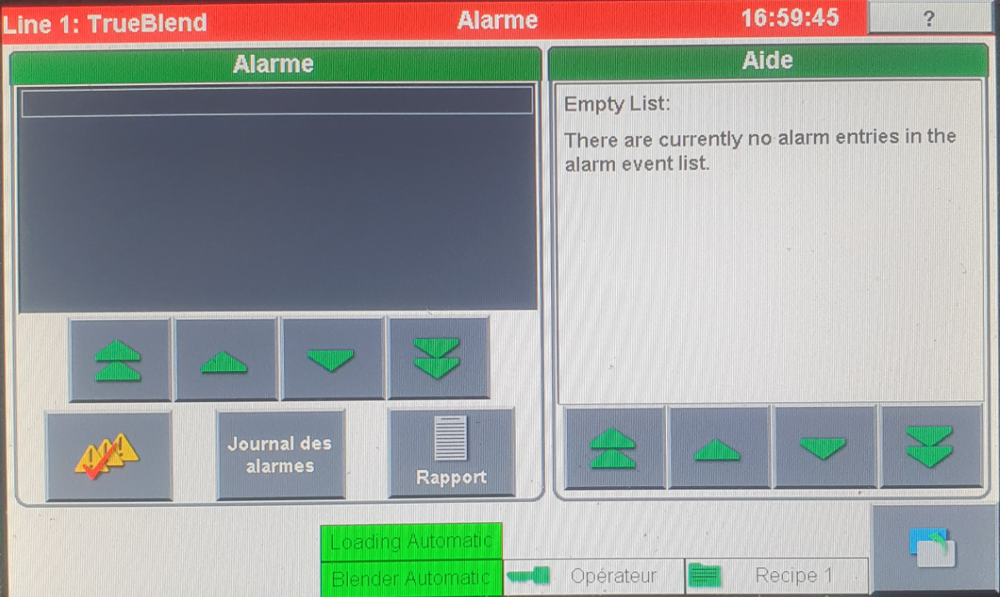 Line 1: TrueBlend
Alarme
16:59:45
?
Alarme
Aide
Empty List:
There are currently no alarm entries in the
alarm event list.
Journal des
alarmes
Rapport
Loading Automatic
Blender Automatic
Opérateur
Recipe 1